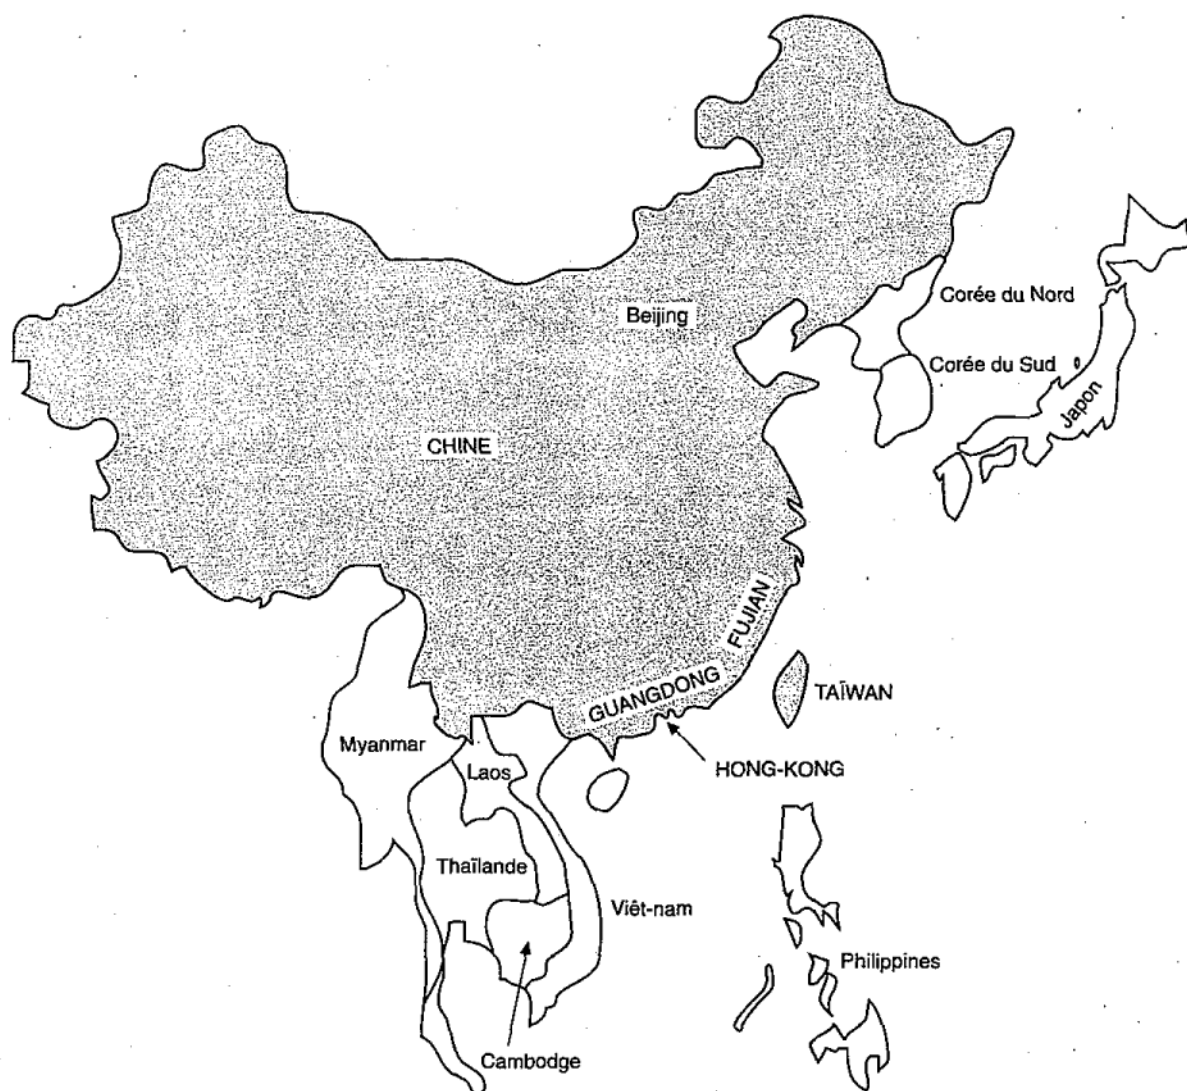 Beijing
Corée du Nord
Corée du Sud
Japon
CHINE
FUJIAN
GUANGDONG
TAÏWAN
HONG-KONG
Myanmar
Laos
Thaïlande
Viêt-nam
Philippines
Cambodge